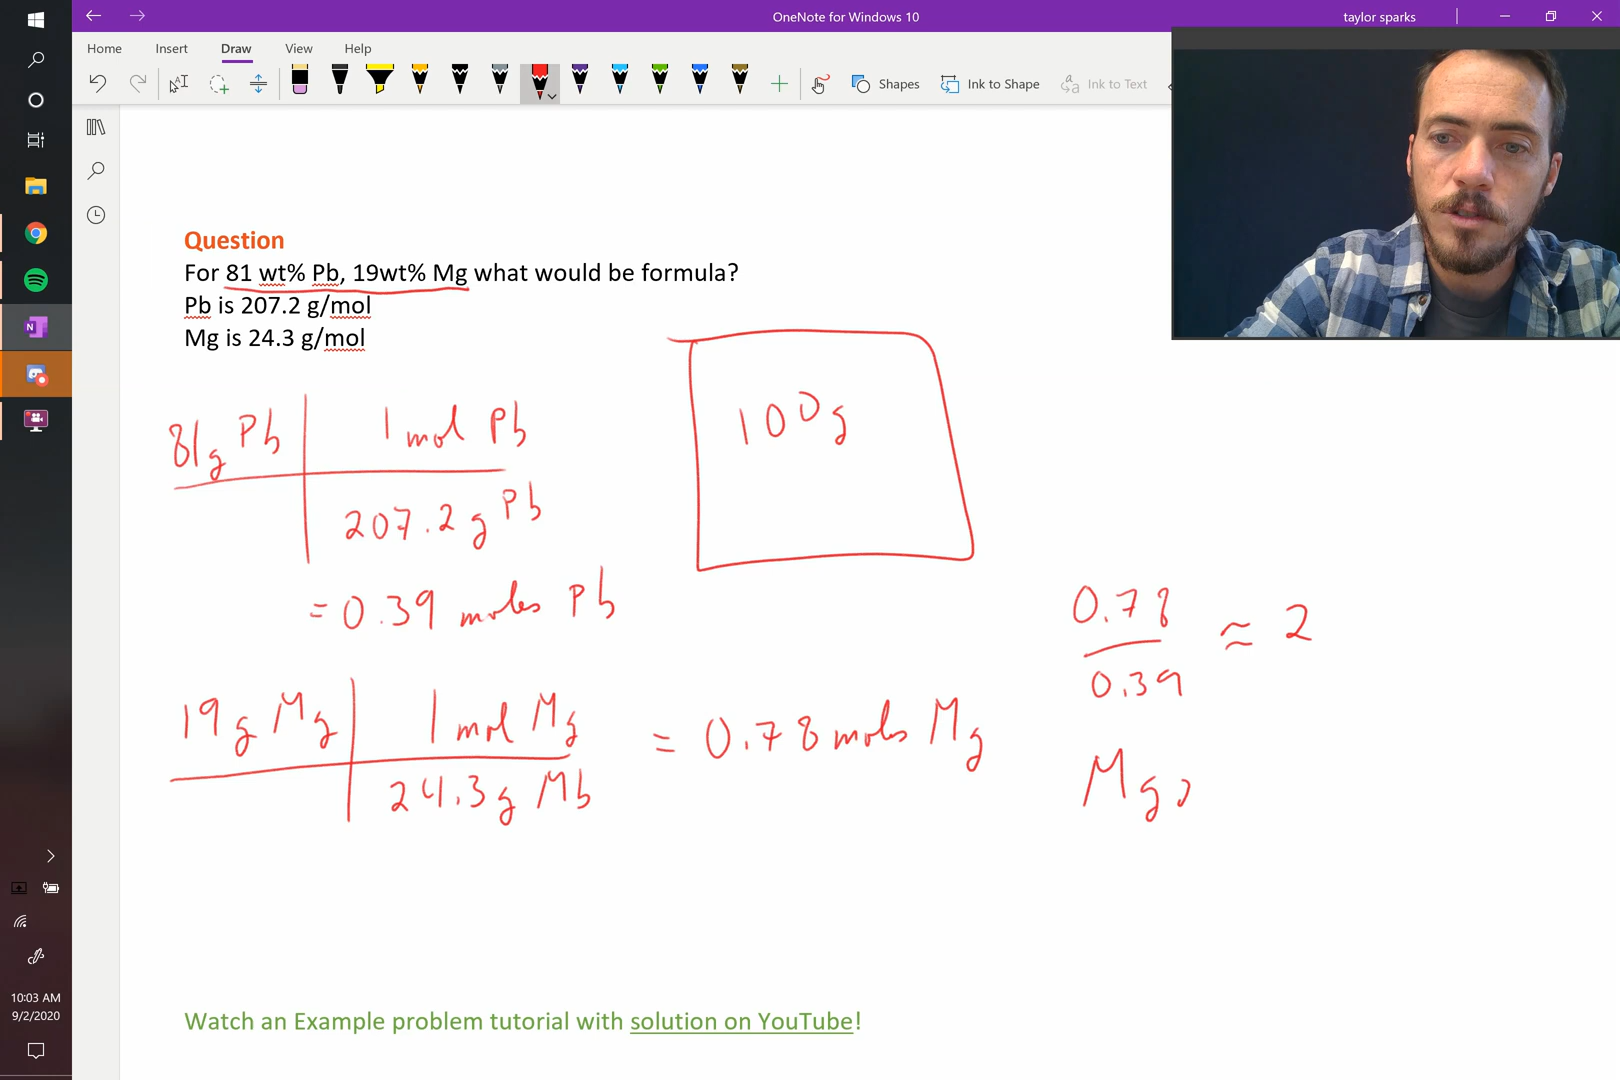 OneNote for Windows 10
taylor sparks
Home Insert Draw View Help
Shapes Ink to Shape Ink to Text
Question
For 81 wt% Pb, 19wt% Mg what would be formula?
Pb is 207.2 g/mol
Mg is 24.3 g/mol
100g
81g Pb 1 mol Pb
207.2 g Pb
= 0.39 moles Pb
0.78
0.39
≈ 2
19g Mg 1 mol Mg
24.3g Mb
= 0.78 moles Mg
Mg
Watch an Example problem tutorial with solution on YouTube!
10:03 AM
9/2/2020